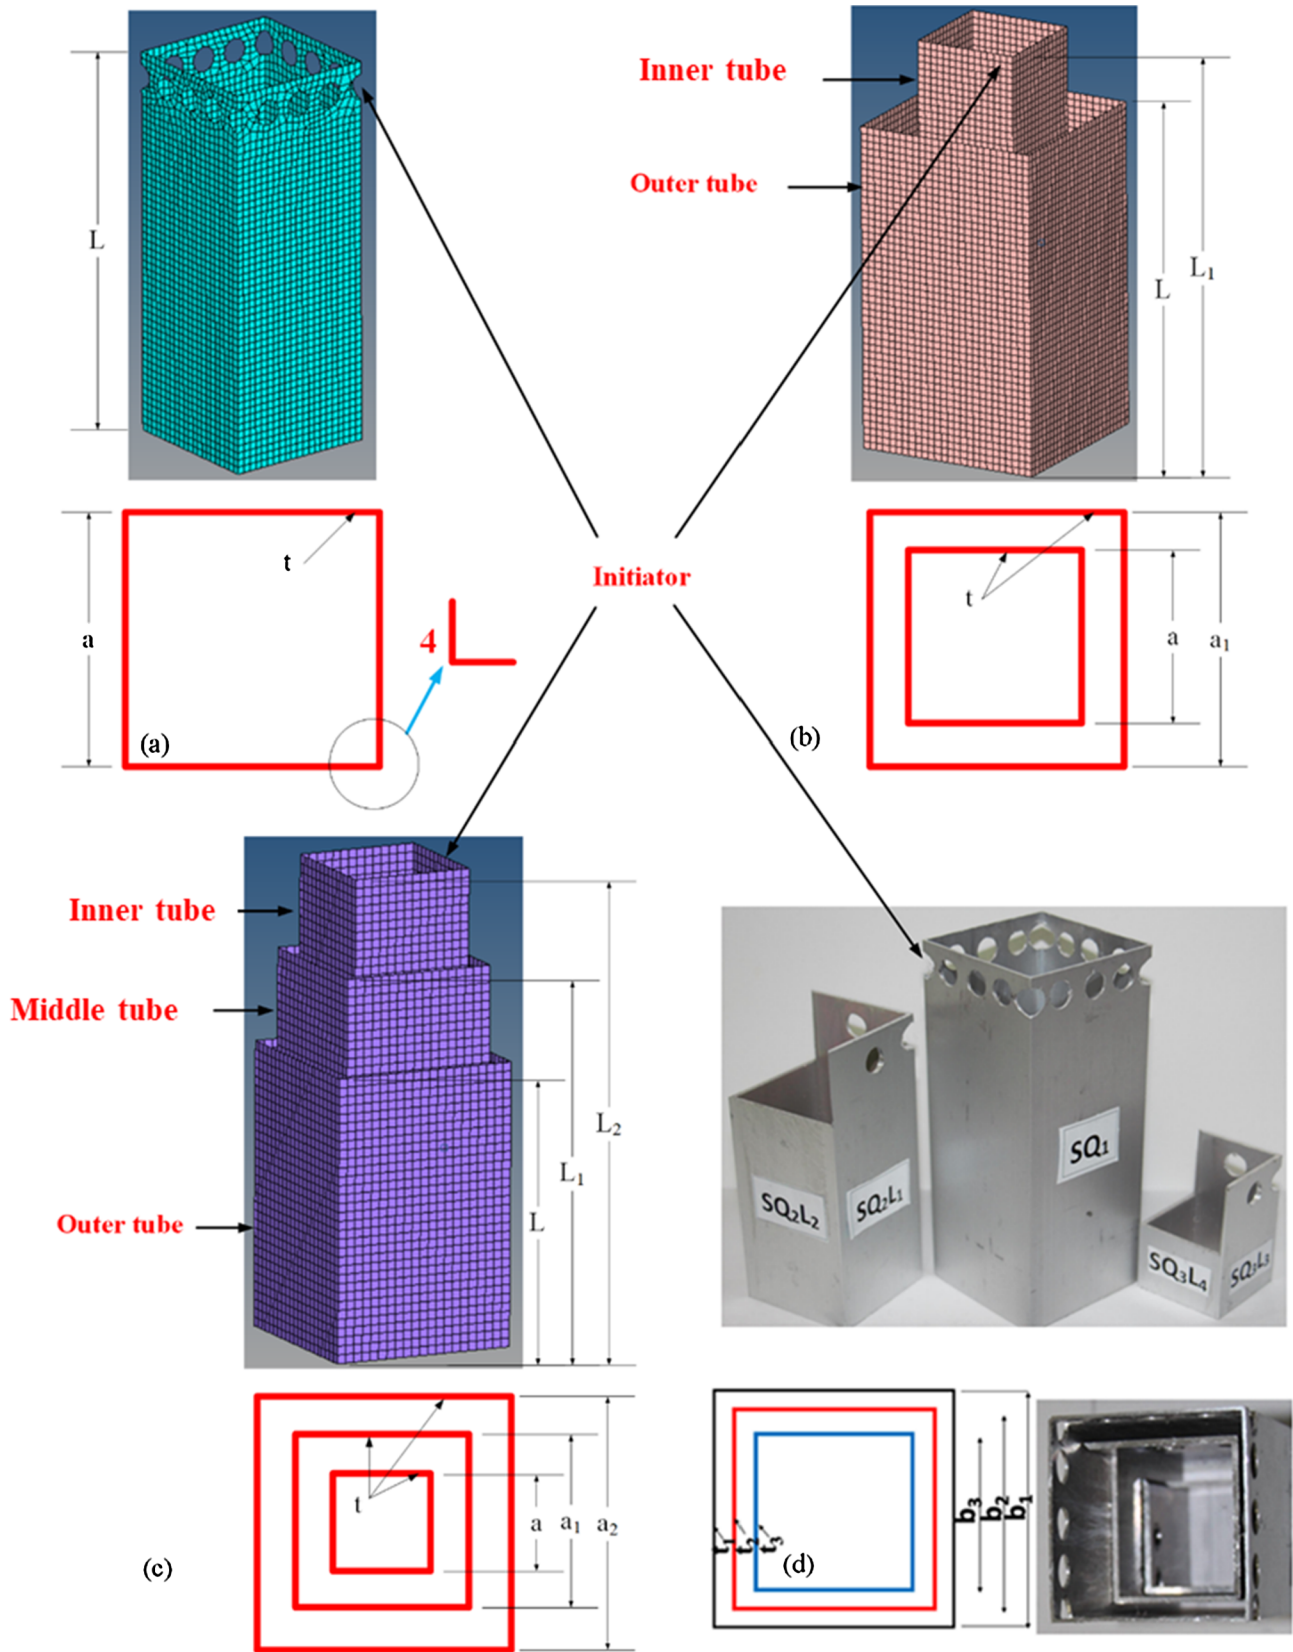 L
Inner tube
Outer tube
L1
L
a
t
4
(a)
Initiator
t
a
a1
(b)
Inner tube
Middle tube
Outer tube
L2
L1
L
SQ2L2
SQ2L1
SQ1
SQ3L4
SQ3L3
t
a
a1
a2
(c)
t1
t2
t3
(d)
b3
b2
b1